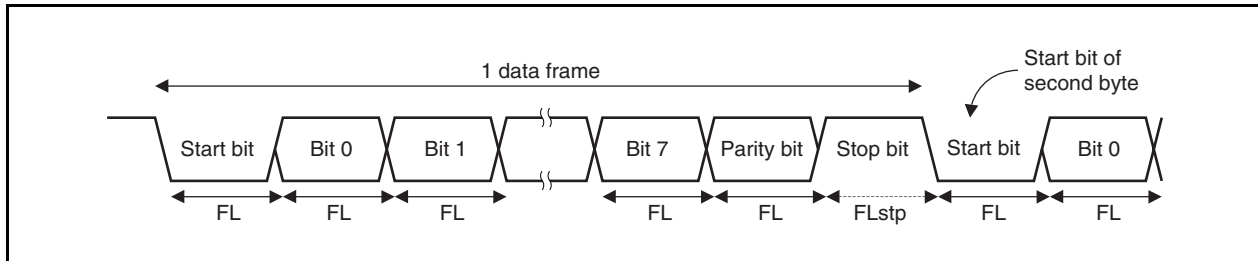 1 data frame
Start bit of
second byte
Start bit
Bit 0
Bit 1
Bit 7
Parity bit
Stop bit
Start bit
Bit 0
FL
FL
FL
FL
FL
FLstp
FL
FL